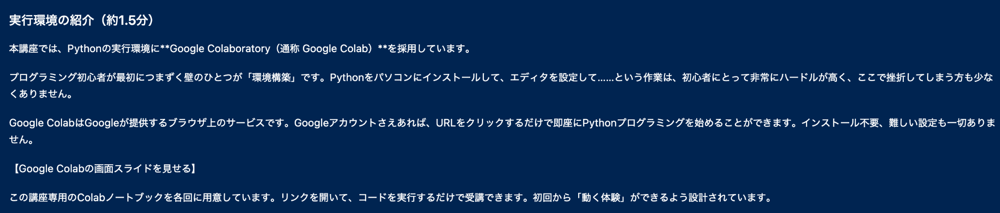 実行環境の紹介（約1.5分）
本講座では、Pythonの実行環境に**Google Colaboratory（通称 Google Colab）**を採用しています。
プログラミング初心者が最初につまずく壁のひとつが「環境構築」です。Pythonをパソコンにインストールして、エディタを設定して……という作業は、初心者にとって非常にハードルが高く、ここで挫折してしまう方も少な
くありません。
Google ColabはGoogleが提供するブラウザ上のサービスです。Googleアカウントさえあれば、URLをクリックするだけで即座にPythonプログラミングを始めることができます。インストール不要、難しい設定も一切ありま
せん。
【Google Colabの画面スライドを見せる】
この講座専用のColabノートブックを各回に用意しています。リンクを開いて、コードを実行するだけで受講できます。初回から「動く体験」ができるよう設計されています。